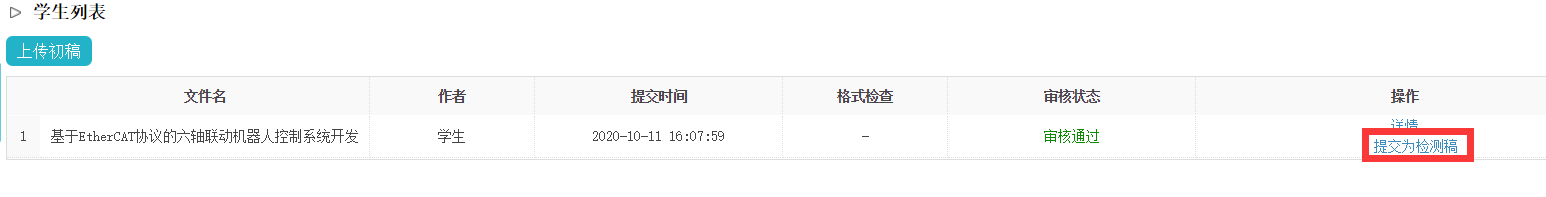 学生列表
上传初稿
文件名 作者 提交时间 格式检查 审核状态 操作
详情
1 基于EtherCAT协议的六轴联动机器人控制系统开发 学生 2020-10-11 16:07:59 - 审核通过
提交为检测稿